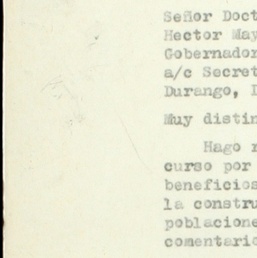 Señor Doct
Hector May
Gobernador
a/c Secret
Durango, D
Muy distin
Hago r
curso por
beneficios
la constru
poblacione
comentario